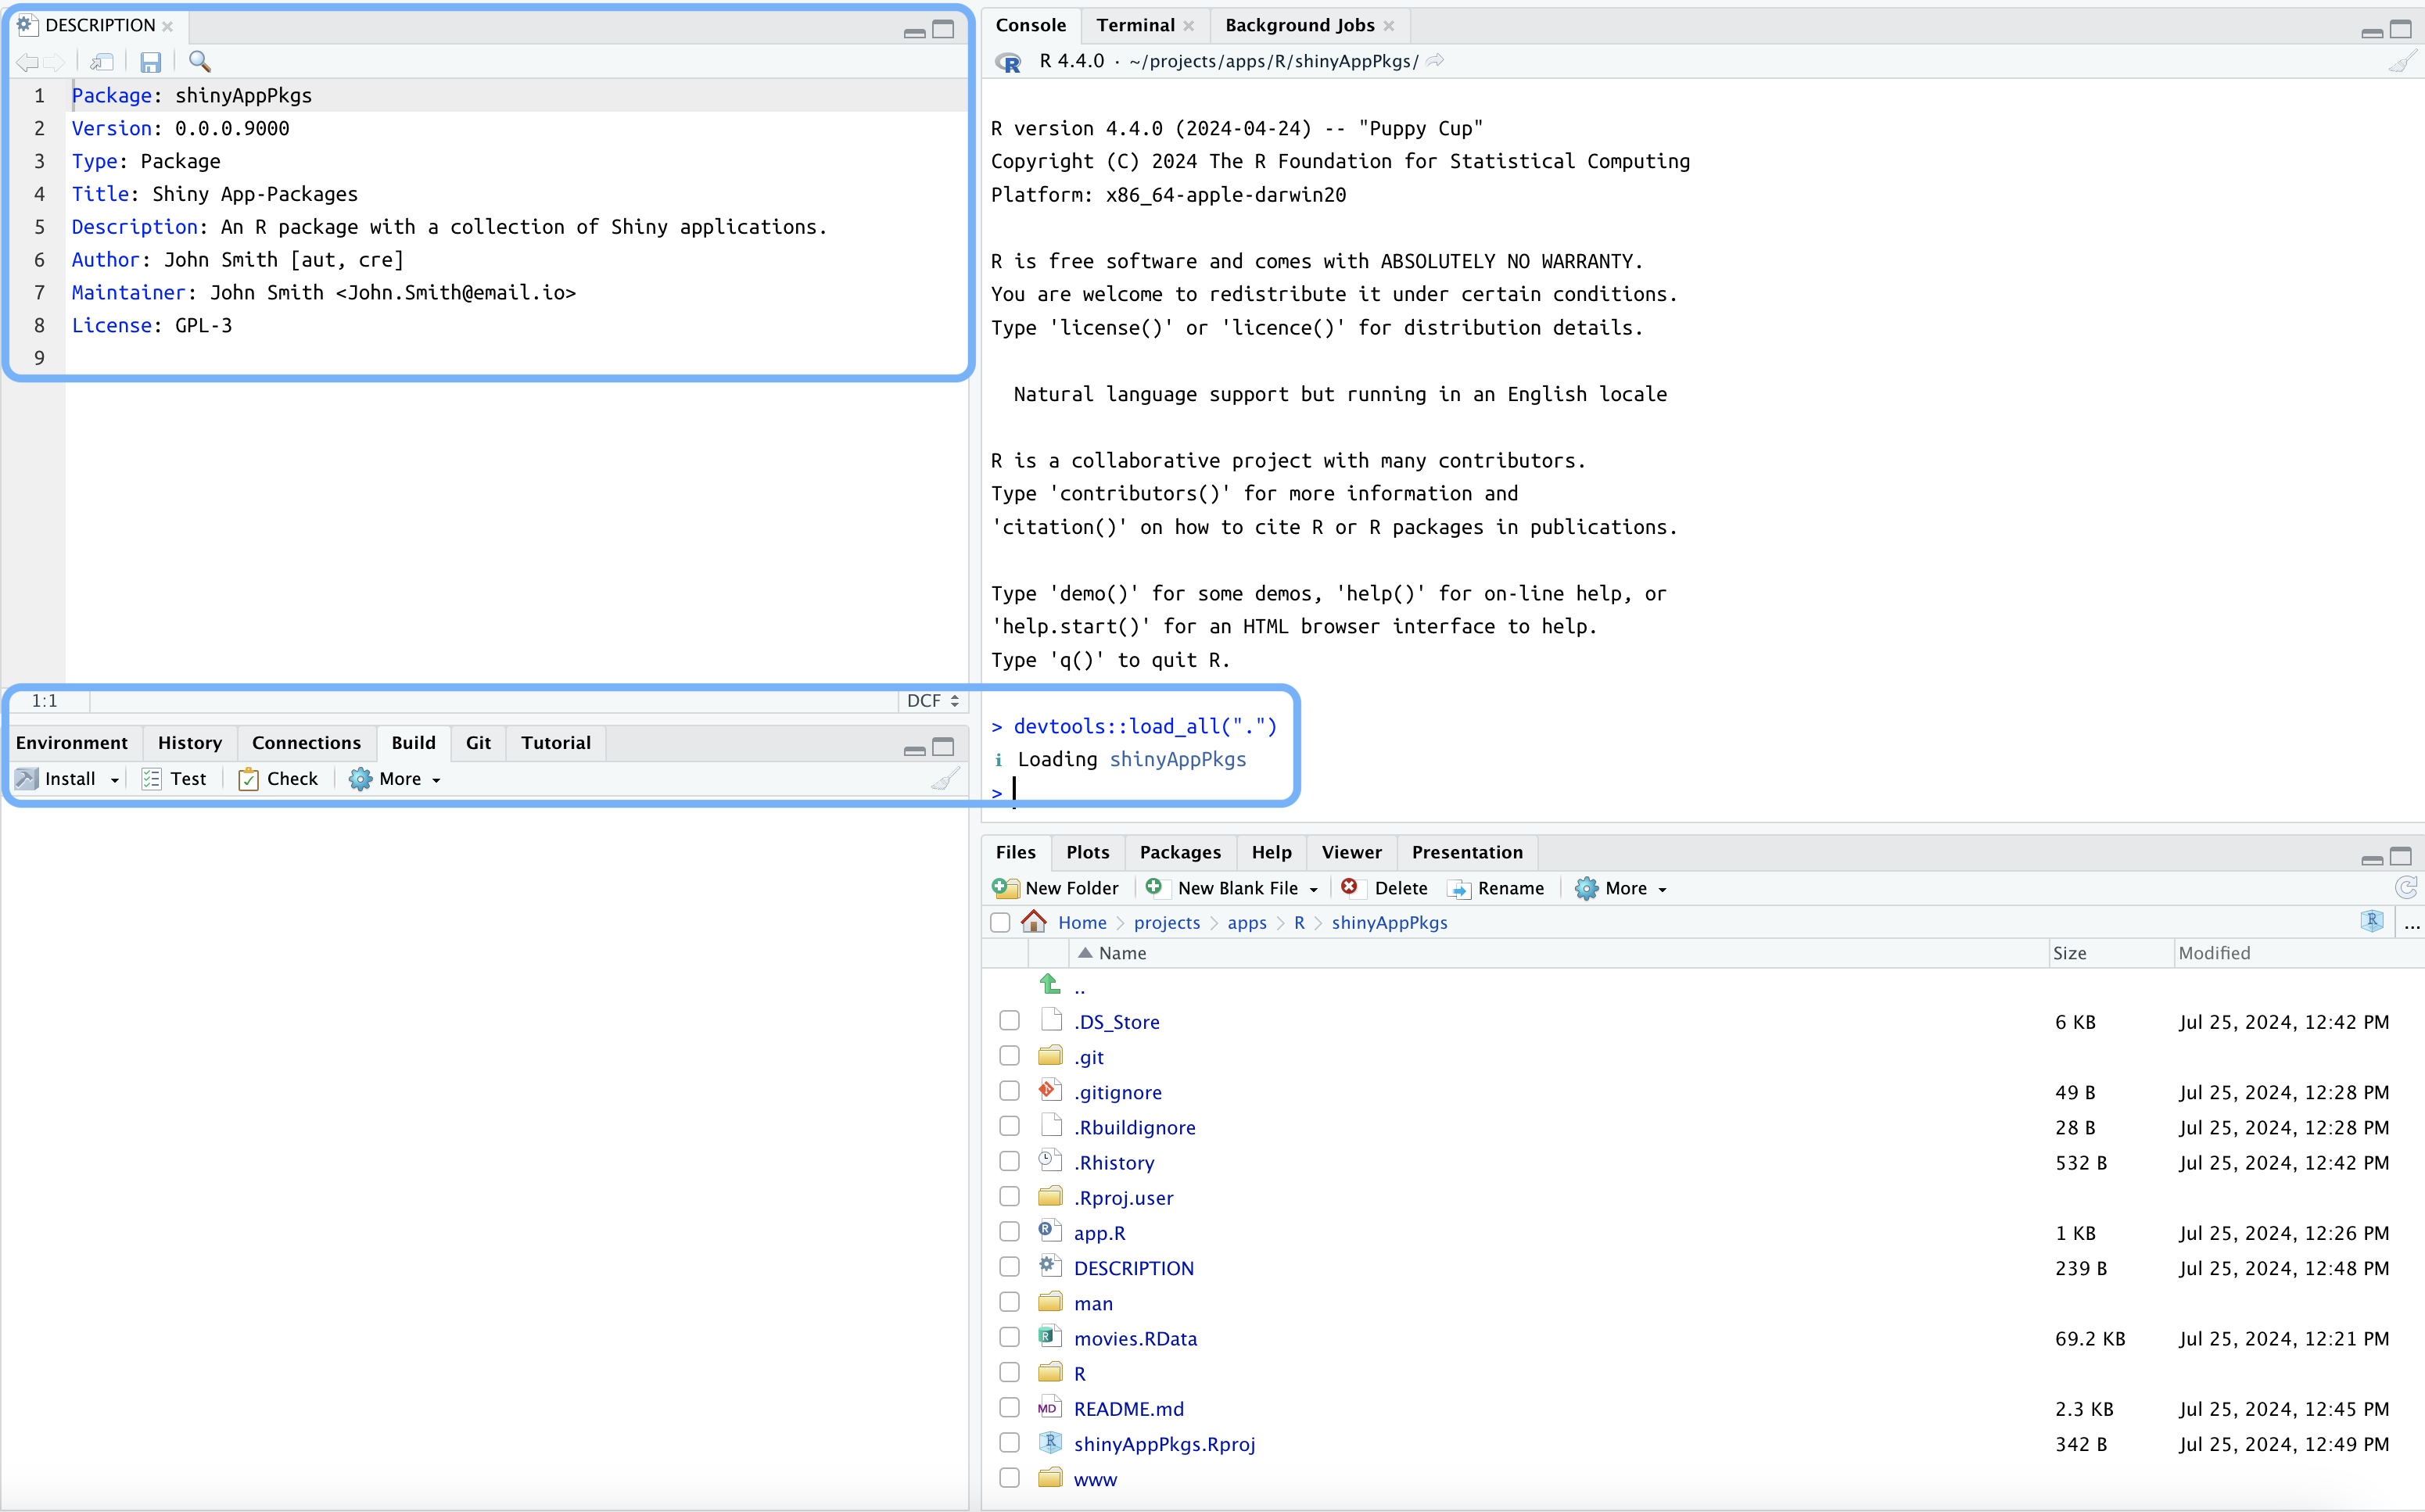 DESCRIPTION
1 Package: shinyAppPkgs
2 Version: 0.0.0.9000
3 Type: Package
4 Title: Shiny App-Packages
5 Description: An R package with a collection of Shiny applications.
6 Author: John Smith [aut, cre]
7 Maintainer: John Smith <John.Smith@email.io>
8 License: GPL-3
9
1:1 DCF
Environment History Connections Build Git Tutorial
Install Test Check More
Console Terminal Background Jobs
R 4.4.0 · ~/projects/apps/R/shinyAppPkgs/
R version 4.4.0 (2024-04-24) -- "Puppy Cup"
Copyright (C) 2024 The R Foundation for Statistical Computing
Platform: x86_64-apple-darwin20
R is free software and comes with ABSOLUTELY NO WARRANTY.
You are welcome to redistribute it under certain conditions.
Type 'license()' or 'licence()' for distribution details.
Natural language support but running in an English locale
R is a collaborative project with many contributors.
Type 'contributors()' for more information and
'citation()' on how to cite R or R packages in publications.
Type 'demo()' for some demos, 'help()' for on-line help, or
'help.start()' for an HTML browser interface to help.
Type 'q()' to quit R.
> devtools::load_all(".")
ℹ Loading shinyAppPkgs
>
Files Plots Packages Help Viewer Presentation
New Folder New Blank File Delete Rename More
Home projects apps R shinyAppPkgs ...
Name Size Modified
..
.DS_Store 6 KB Jul 25, 2024, 12:42 PM
.git
.gitignore 49 B Jul 25, 2024, 12:28 PM
.Rbuildignore 28 B Jul 25, 2024, 12:28 PM
.Rhistory 532 B Jul 25, 2024, 12:42 PM
.Rproj.user
app.R 1 KB Jul 25, 2024, 12:26 PM
DESCRIPTION 239 B Jul 25, 2024, 12:48 PM
man
movies.RData 69.2 KB Jul 25, 2024, 12:21 PM
R
README.md 2.3 KB Jul 25, 2024, 12:45 PM
shinyAppPkgs.Rproj 342 B Jul 25, 2024, 12:49 PM
www